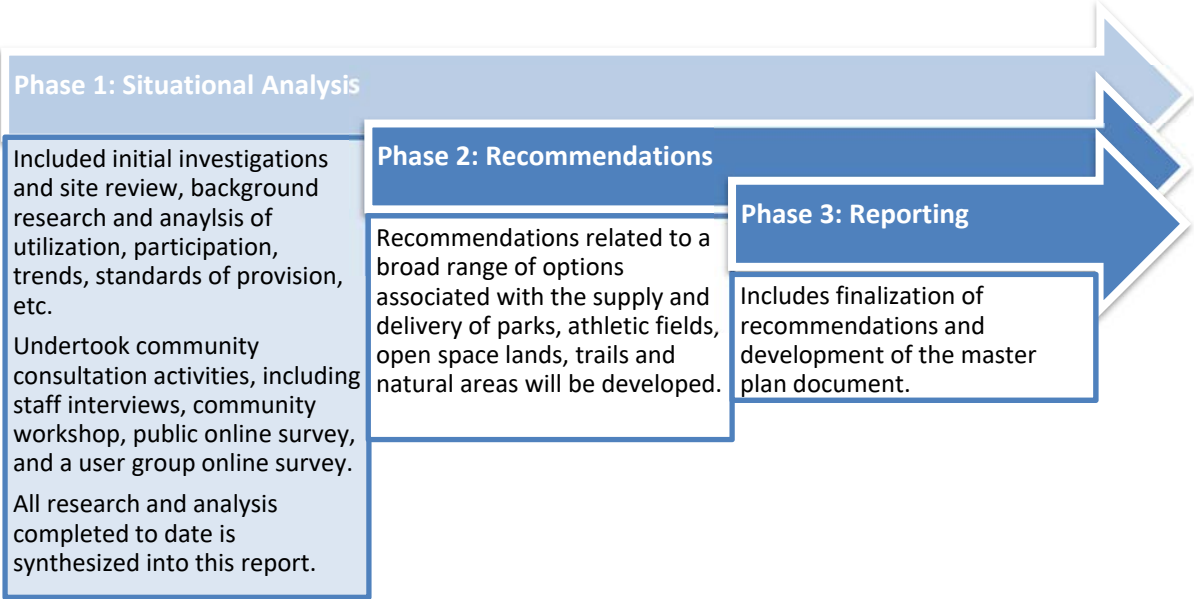 Phase 1: Situational Analysis
Included initial investigations
and site review, background
research and anaylsis of
utilization, participation,
trends, standards of provision,
etc.
Undertook community
consultation activities, including
staff interviews, community
workshop, public online survey,
and a user group online survey.
All research and analysis
completed to date is
synthesized into this report.
Phase 2: Recommendations
Recommendations related to a
broad range of options
associated with the supply and
delivery of parks, athletic fields,
open space lands, trails and
natural areas will be developed.
Phase 3: Reporting
Includes finalization of
recommendations and
development of the master
plan document.